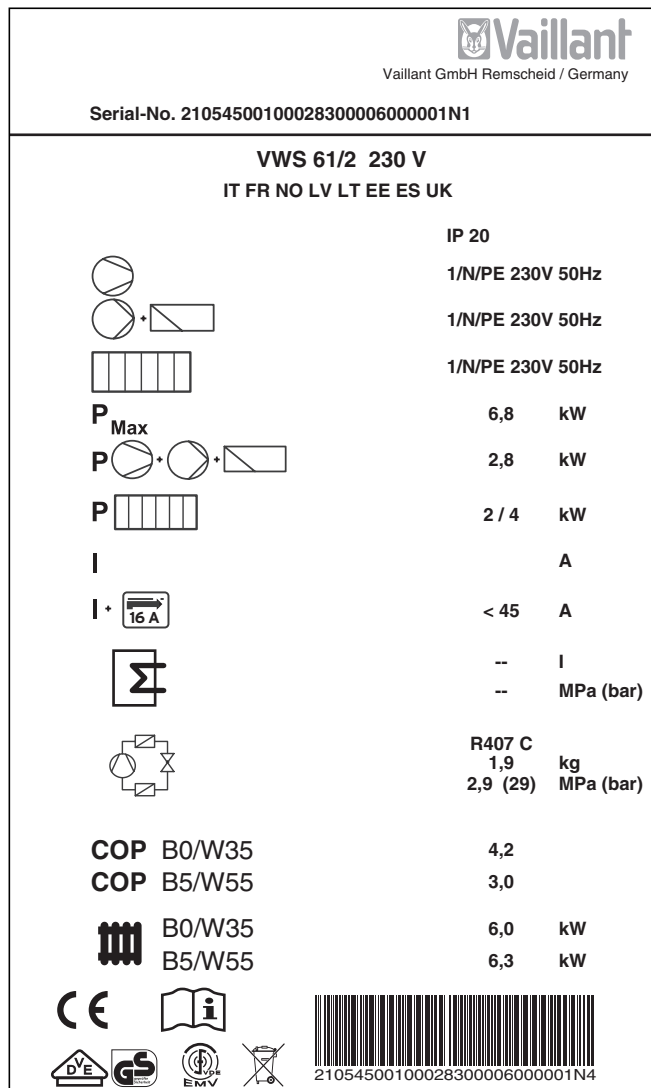 Vaillant
Vaillant GmbH Remscheid / Germany
Serial-No. 21054500100028300006000001N1
VWS 61/2 230 V
IT FR NO LV LT EE ES UK
IP 20
1/N/PE 230V 50Hz
1/N/PE 230V 50Hz
1/N/PE 230V 50Hz
P Max 6,8 kW
P + + 2,8 kW
P 2 / 4 kW
I A
I + 16 A < 45 A
Σ -- l
-- MPa (bar)
R407 C
1,9 kg
2,9 (29) MPa (bar)
COP B0/W35 4,2
COP B5/W55 3,0
B0/W35 6,0 kW
B5/W55 6,3 kW
CE i
DVE GS VDE
EMV
21054500100028300006000001N4